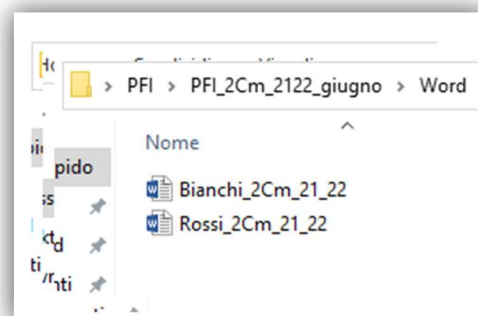 PFI > PFI_2Cm_2122_giugno > Word
Nome
pido
Bianchi_2Cm_21_22
Rossi_2Cm_21_22